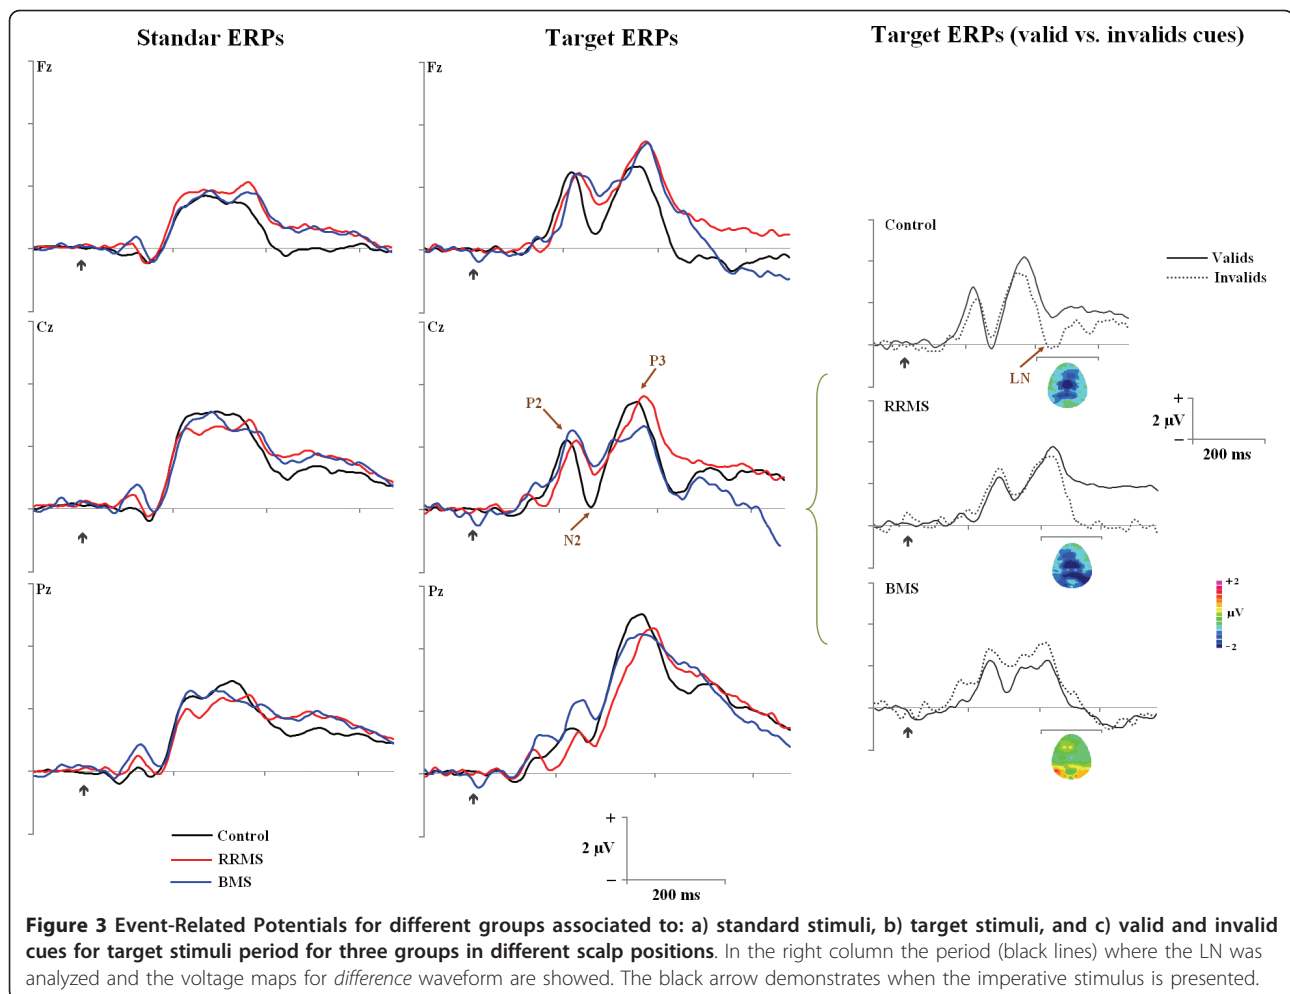 Standar ERPs
Target ERPs
Target ERPs (valid vs. invalids cues)
Fz
Fz
Control
Valids
Invalids
LN
Cz
Cz
P2
P3
N2
RRMS
+
2 µV
−
200 ms
Pz
Pz
BMS
+2
µV
−2
Control
RRMS
BMS
+
2 µV
−
200 ms
Figure 3 Event-Related Potentials for different groups associated to: a) standard stimuli, b) target stimuli, and c) valid and invalid
cues for target stimuli period for three groups in different scalp positions. In the right column the period (black lines) where the LN was
analyzed and the voltage maps for difference waveform are showed. The black arrow demonstrates when the imperative stimulus is presented.